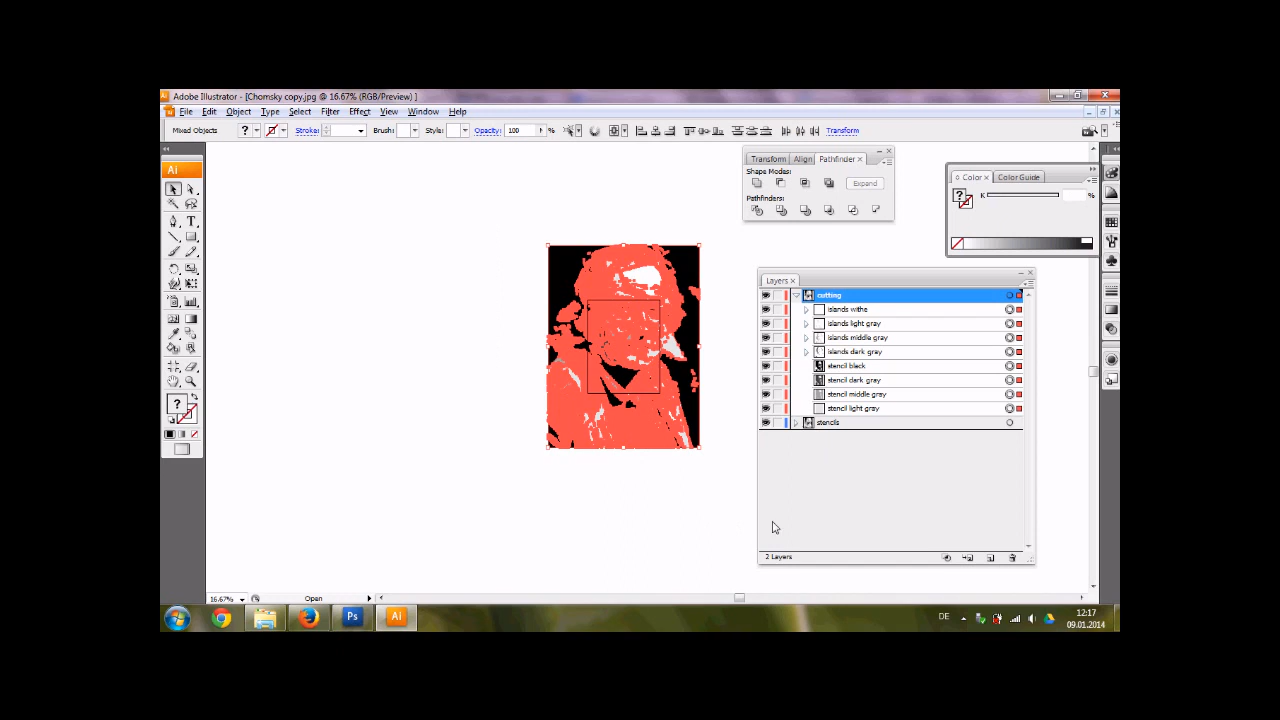 Adobe Illustrator - [Chomsky copy.jpg @ 16.67% (RGB/Preview) ]
File Edit Object Type Select Filter Effect View Window Help
Mixed Objects ? Stroke: Brush: Style: Opacity: 100 % Transform
Transform Align Pathfinder ×
Shape Modes:
Expand
Pathfinders:
Color × Color Guide
? K %
Ai
T
?
Layers ×
cutting
islands withe
islands light gray
islands middle gray
islands dark gray
stencil black
stencil dark gray
stencil middle gray
stencil light gray
stencils
2 Layers
16.67% Open
Ps Ai DE 12:17
09.01.2014